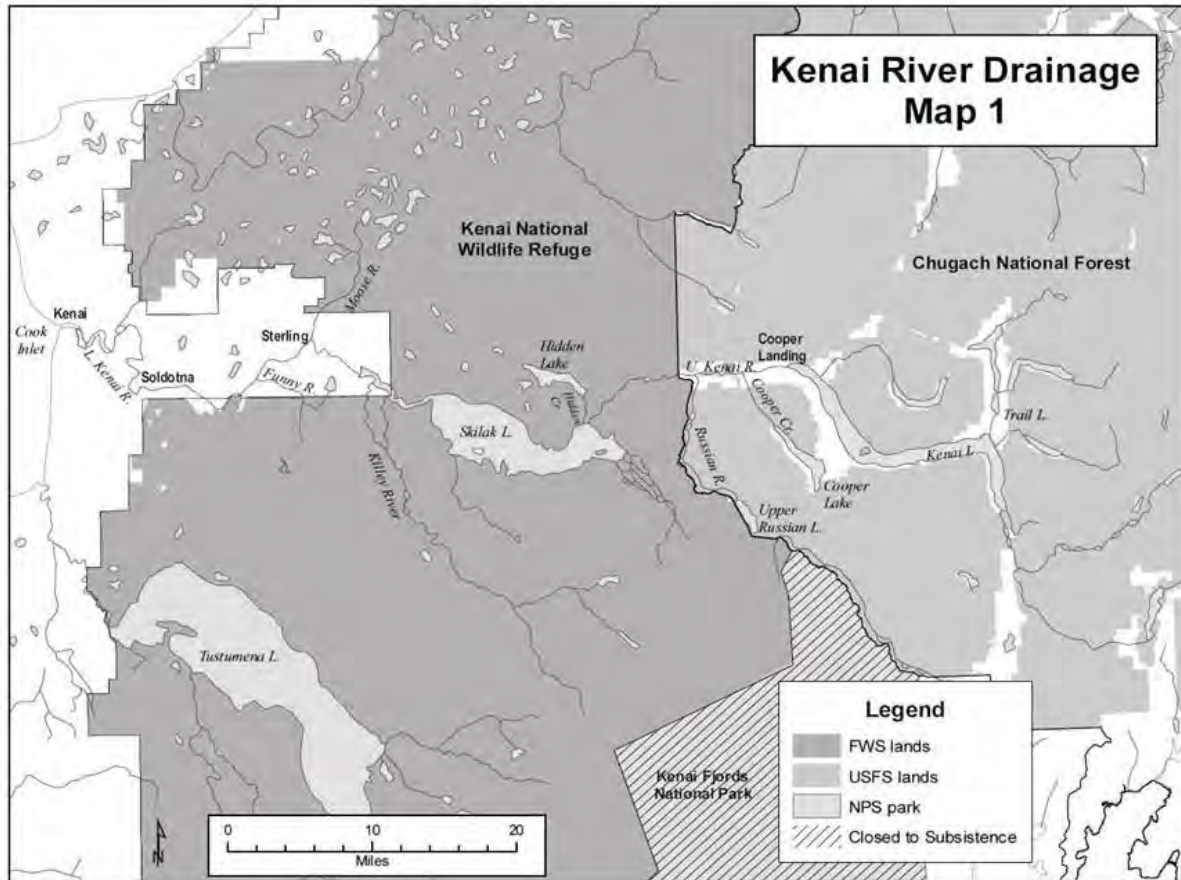 Kenai River Drainage
Map 1
Kenai National
Wildlife Refuge
Chugach National Forest
Moose R.
Kenai
Cook
Inlet
L. Kenai R.
Sterling
Soldotna
Funny R.
Hidden
Lake
Hidden
Cr.
Cooper
Landing
U. Kenai R.
Cooper Cr.
Trail L.
Skilak L.
Killey River
Russian R.
Kenai L.
Cooper
Lake
Upper
Russian L.
Tustumena L.
Kenai Fjords
National Park
Legend
FWS lands
USFS lands
NPS park
Closed to Subsistence
0 10 20
Miles
N